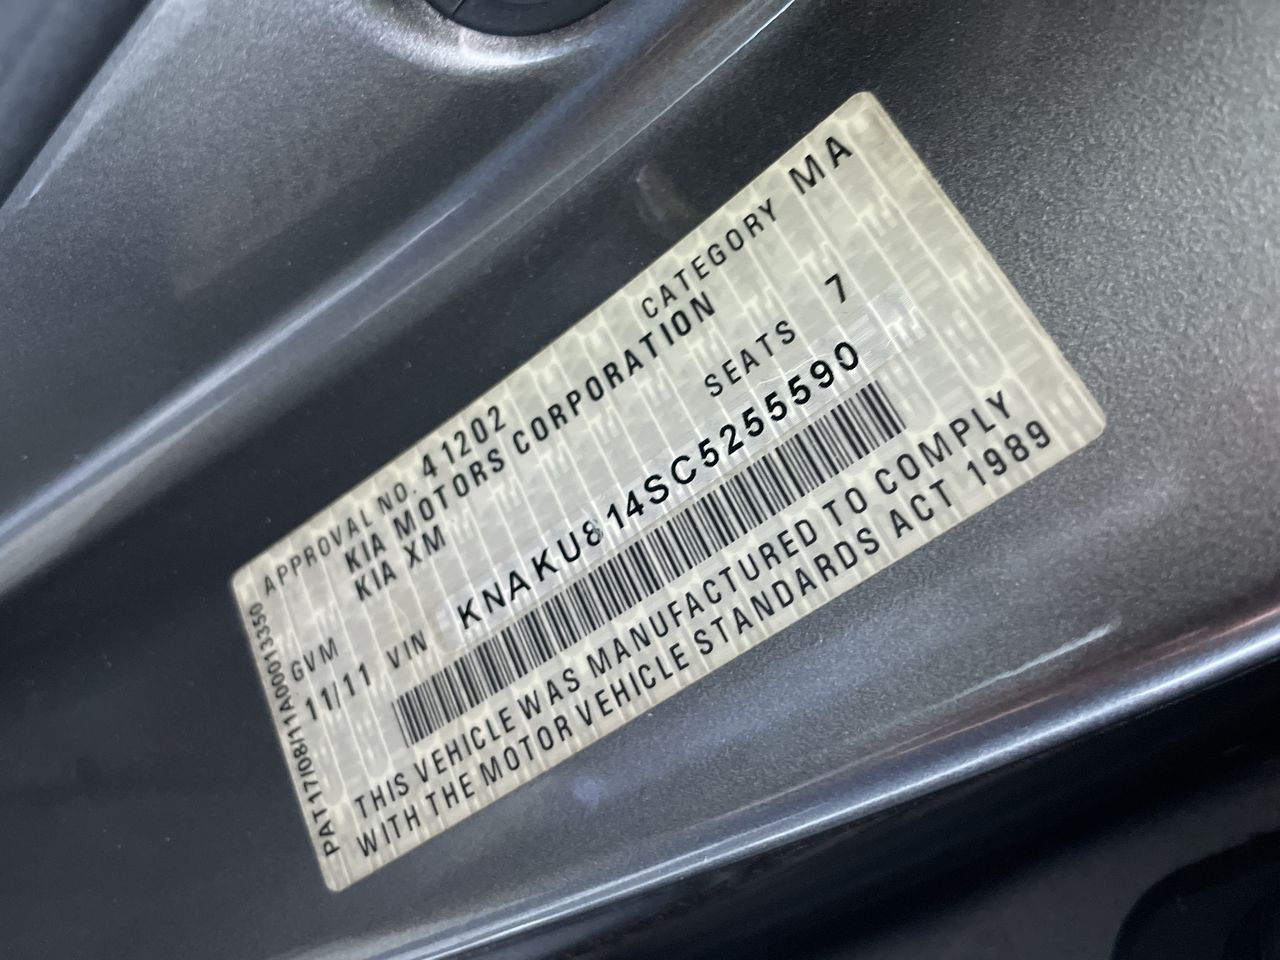 APPROVAL NO. 41202 CATEGORY MA
KIA MOTORS CORPORATION
KIA XM SEATS 7
GVM
11/11 VIN KNAKU814SC5255590
THIS VEHICLE WAS MANUFACTURED TO COMPLY
WITH THE MOTOR VEHICLE STANDARDS ACT 1989
PAT17/08/11A000013350